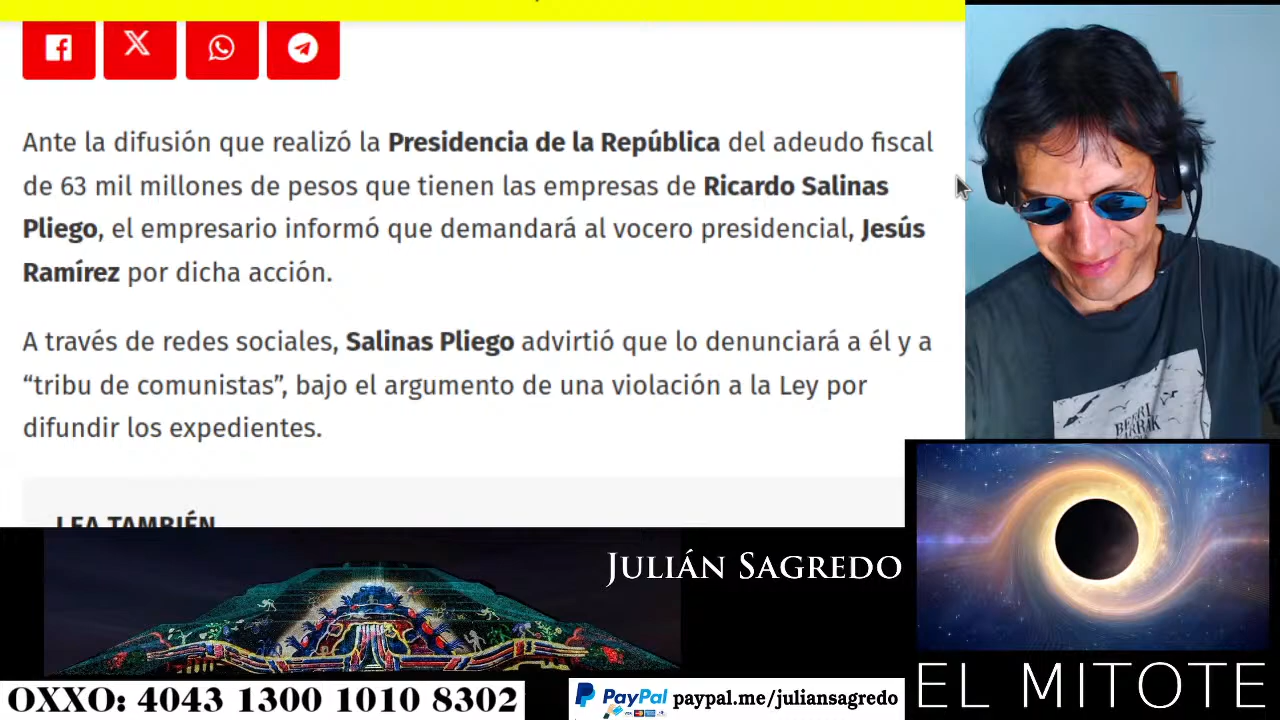 Ante la difusión que realizó la Presidencia de la República del adeudo fiscal
de 63 mil millones de pesos que tienen las empresas de Ricardo Salinas
Pliego, el empresario informó que demandará al vocero presidencial, Jesús
Ramírez por dicha acción.
A través de redes sociales, Salinas Pliego advirtió que lo denunciará a él y a
“tribu de comunistas”, bajo el argumento de una violación a la Ley por
difundir los expedientes.
LEA TAMBIÉN
JULIÁN SAGREDO
OXXO: 4043 1300 1010 8302
PayPal paypal.me/juliansagredo
EL MITOTE